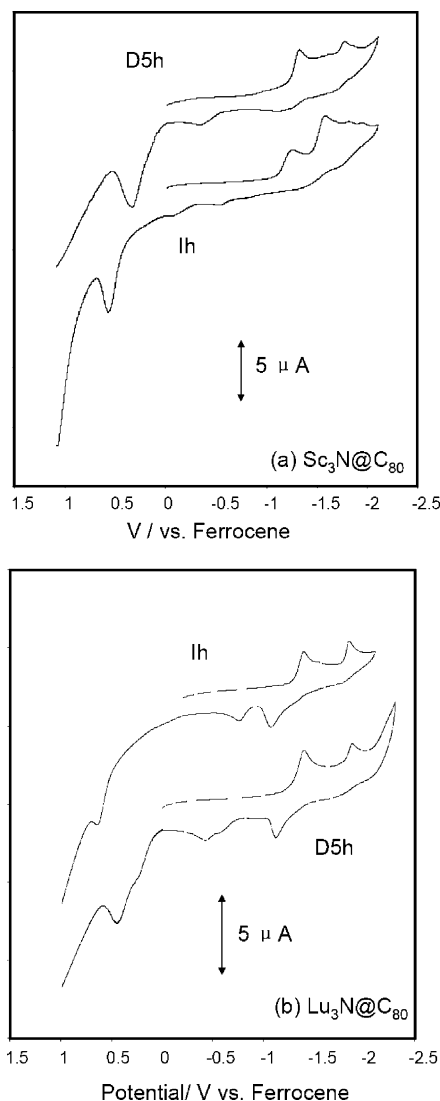 D5h
Ih
5 μ A
(a) Sc₃N@C₈₀
1.5 1 0.5 0 -0.5 -1 -1.5 -2 -2.5
V / vs. Ferrocene
Ih
D5h
5 μ A
(b) Lu₃N@C₈₀
1.5 1 0.5 0 -0.5 -1 -1.5 -2 -2.5
Potential/ V vs. Ferrocene